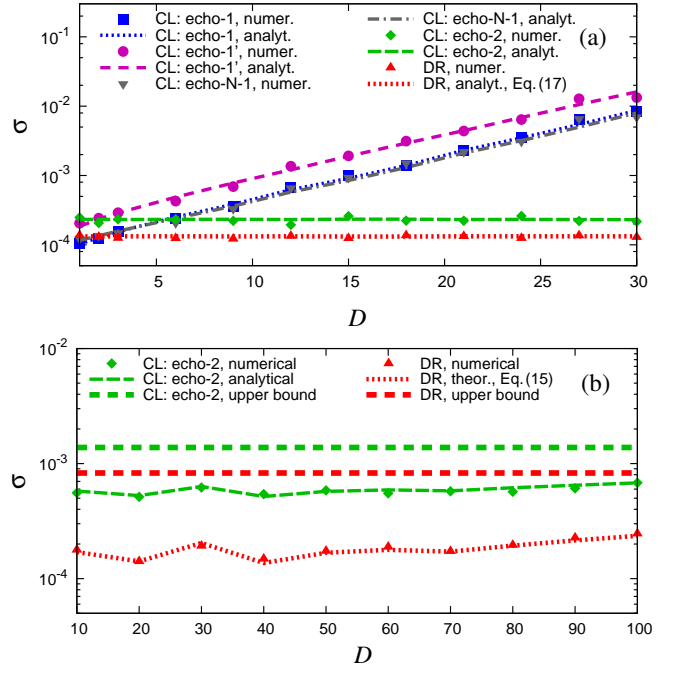 CL: echo-1, numer.
CL: echo-1, analyt.
CL: echo-1', numer.
CL: echo-1', analyt.
CL: echo-N-1, numer.
CL: echo-N-1, analyt.
CL: echo-2, numer.
CL: echo-2, analyt.
DR, numer.
DR, analyt., Eq. (17)
(a)
10⁻¹
10⁻²
10⁻³
10⁻⁴
σ
5 10 15 20 25 30
D
CL: echo-2, numerical
CL: echo-2, analytical
CL: echo-2, upper bound
DR, numerical
DR, theor., Eq. (15)
DR, upper bound
(b)
10⁻²
10⁻³
10⁻⁴
σ
10 20 30 40 50 60 70 80 90 100
D